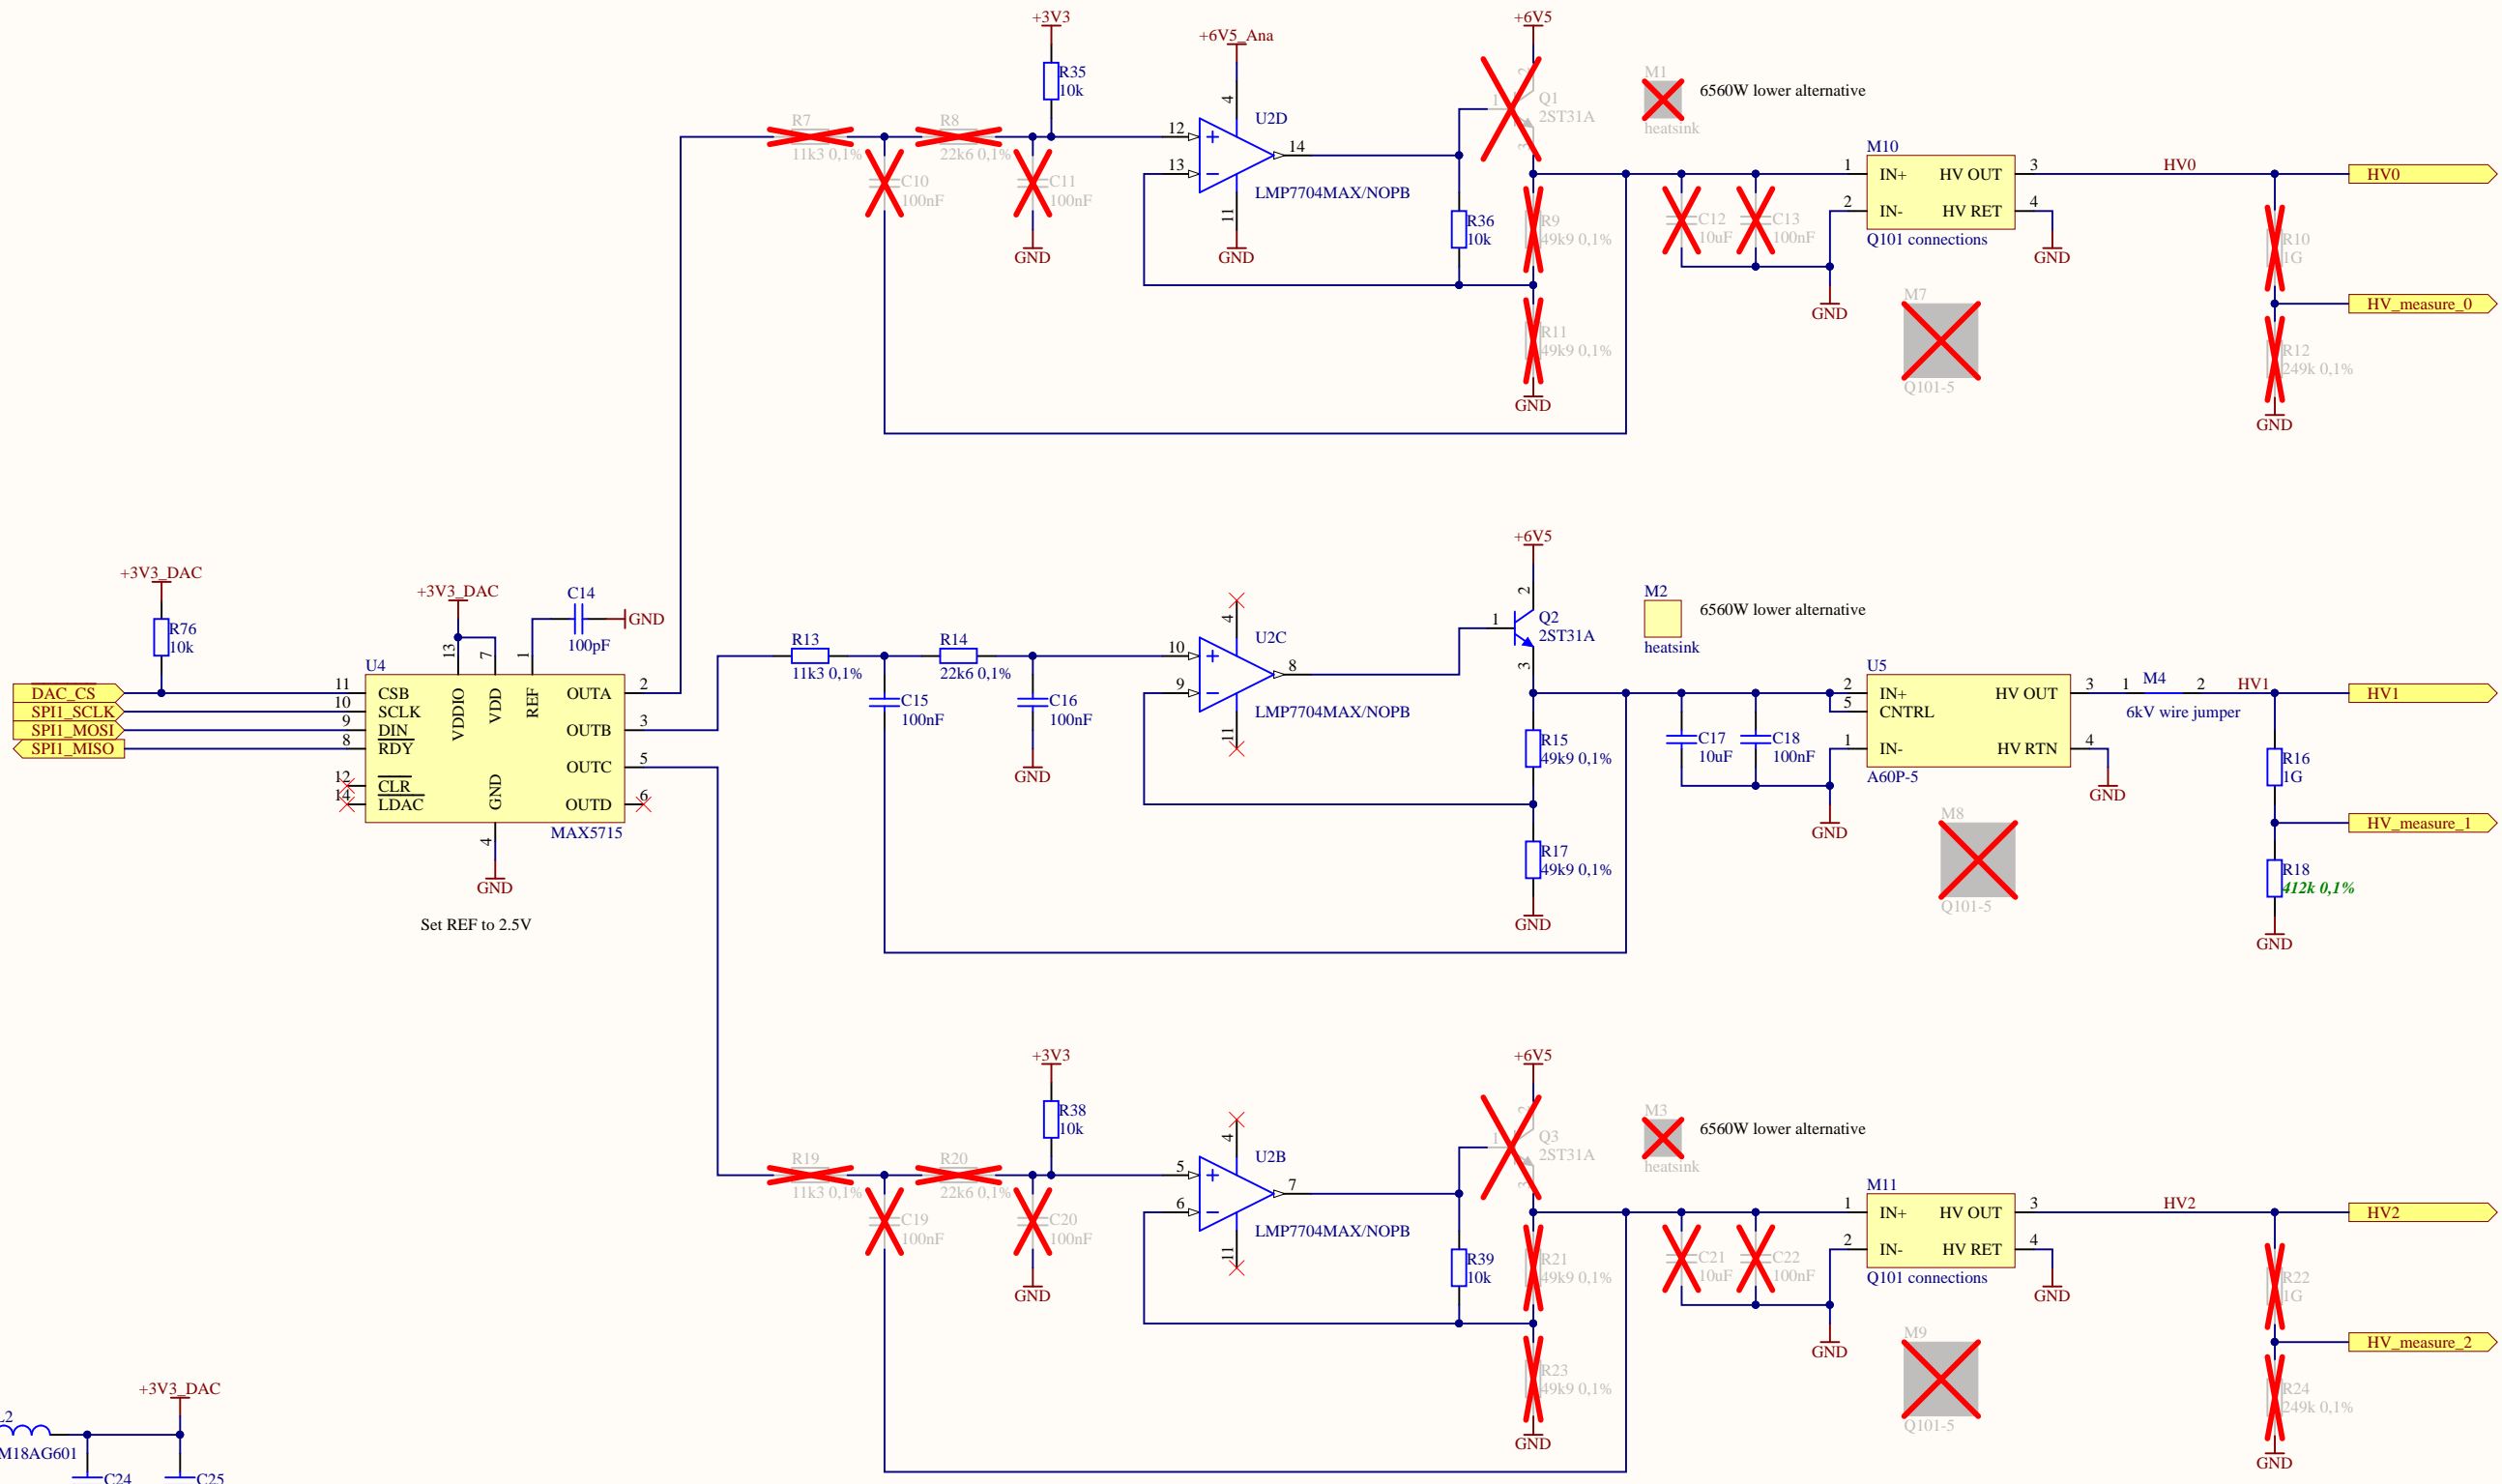 +3V3
R35
10k
+6V5_Ana
4
12
13
14
11
U2D
LMP7704MAX/NOPB
GND
R7
11k3 0,1%
R8
22k6 0,1%
C10
100nF
C11
100nF
GND
+6V5
1
2
3
Q1
2ST31A
R36
10k
R9
49k9 0,1%
R11
49k9 0,1%
GND
M1
heatsink
6560W lower alternative
C12
10uF
C13
100nF
GND
M10
1
IN+
HV OUT
3
2
IN-
HV RET
4
Q101 connections
GND
M7
Q101-5
HV0
HV0
R10
1G
HV_measure_0
R12
249k 0,1%
GND
+3V3_DAC
R76
10k
+3V3_DAC
C14
100pF
GND
U4
13
7
1
DAC_CS
11
CSB
SPI1_SCLK
10
SCLK
SPI1_MOSI
9
DIN
SPI1_MISO
8
RDY
12
CLR
14
LDAC
VDDIO
VDD
REF
GND
OUTA
2
OUTB
3
OUTC
5
OUTD
6
4
MAX5715
GND
Set REF to 2.5V
R13
11k3 0,1%
R14
22k6 0,1%
C15
100nF
C16
100nF
GND
4
10
9
8
11
U2C
LMP7704MAX/NOPB
+6V5
1
2
3
Q2
2ST31A
R15
49k9 0,1%
R17
49k9 0,1%
GND
M2
heatsink
6560W lower alternative
C17
10uF
C18
100nF
GND
U5
2
IN+
HV OUT
3
5
CNTRL
1
IN-
HV RTN
4
A60P-5
GND
M8
Q101-5
1
M4
2
6kV wire jumper
HV1
HV1
R16
1G
HV_measure_1
R18
412k 0,1%
GND
+3V3
R38
10k
R19
11k3 0,1%
R20
22k6 0,1%
C19
100nF
C20
100nF
GND
4
5
6
7
11
U2B
LMP7704MAX/NOPB
+6V5
1
2
3
Q3
2ST31A
R39
10k
R21
49k9 0,1%
R23
49k9 0,1%
GND
M3
heatsink
6560W lower alternative
C21
10uF
C22
100nF
GND
M11
1
IN+
HV OUT
3
2
IN-
HV RET
4
Q101 connections
GND
M9
Q101-5
HV2
HV2
R22
1G
HV_measure_2
R24
249k 0,1%
GND
+3V3_DAC
L2
M18AG601
C24
C25